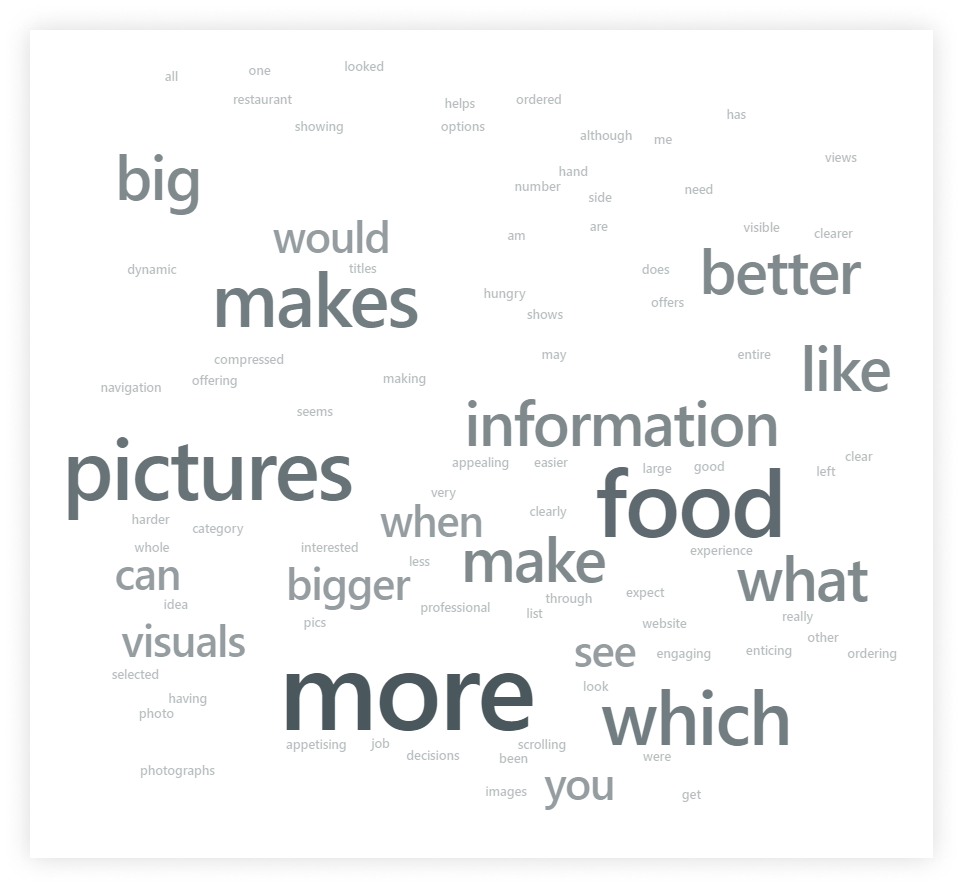 looked
all one
restaurant helps ordered
has
showing options
although me
views
hand
big number side need
would am are visible clearer
dynamic titles does better
makes hungry offers
shows
compressed may entire like
navigation offering making
seems
information
pictures appealing easier large good left clear
very
harder category when clearly food
whole interested experience
can less make what
bigger
idea professional through expect
pics list website really
visuals see engaging enticing other ordering
selected
having more look which
photo
appetising job decisions scrolling
been were
photographs
images you get